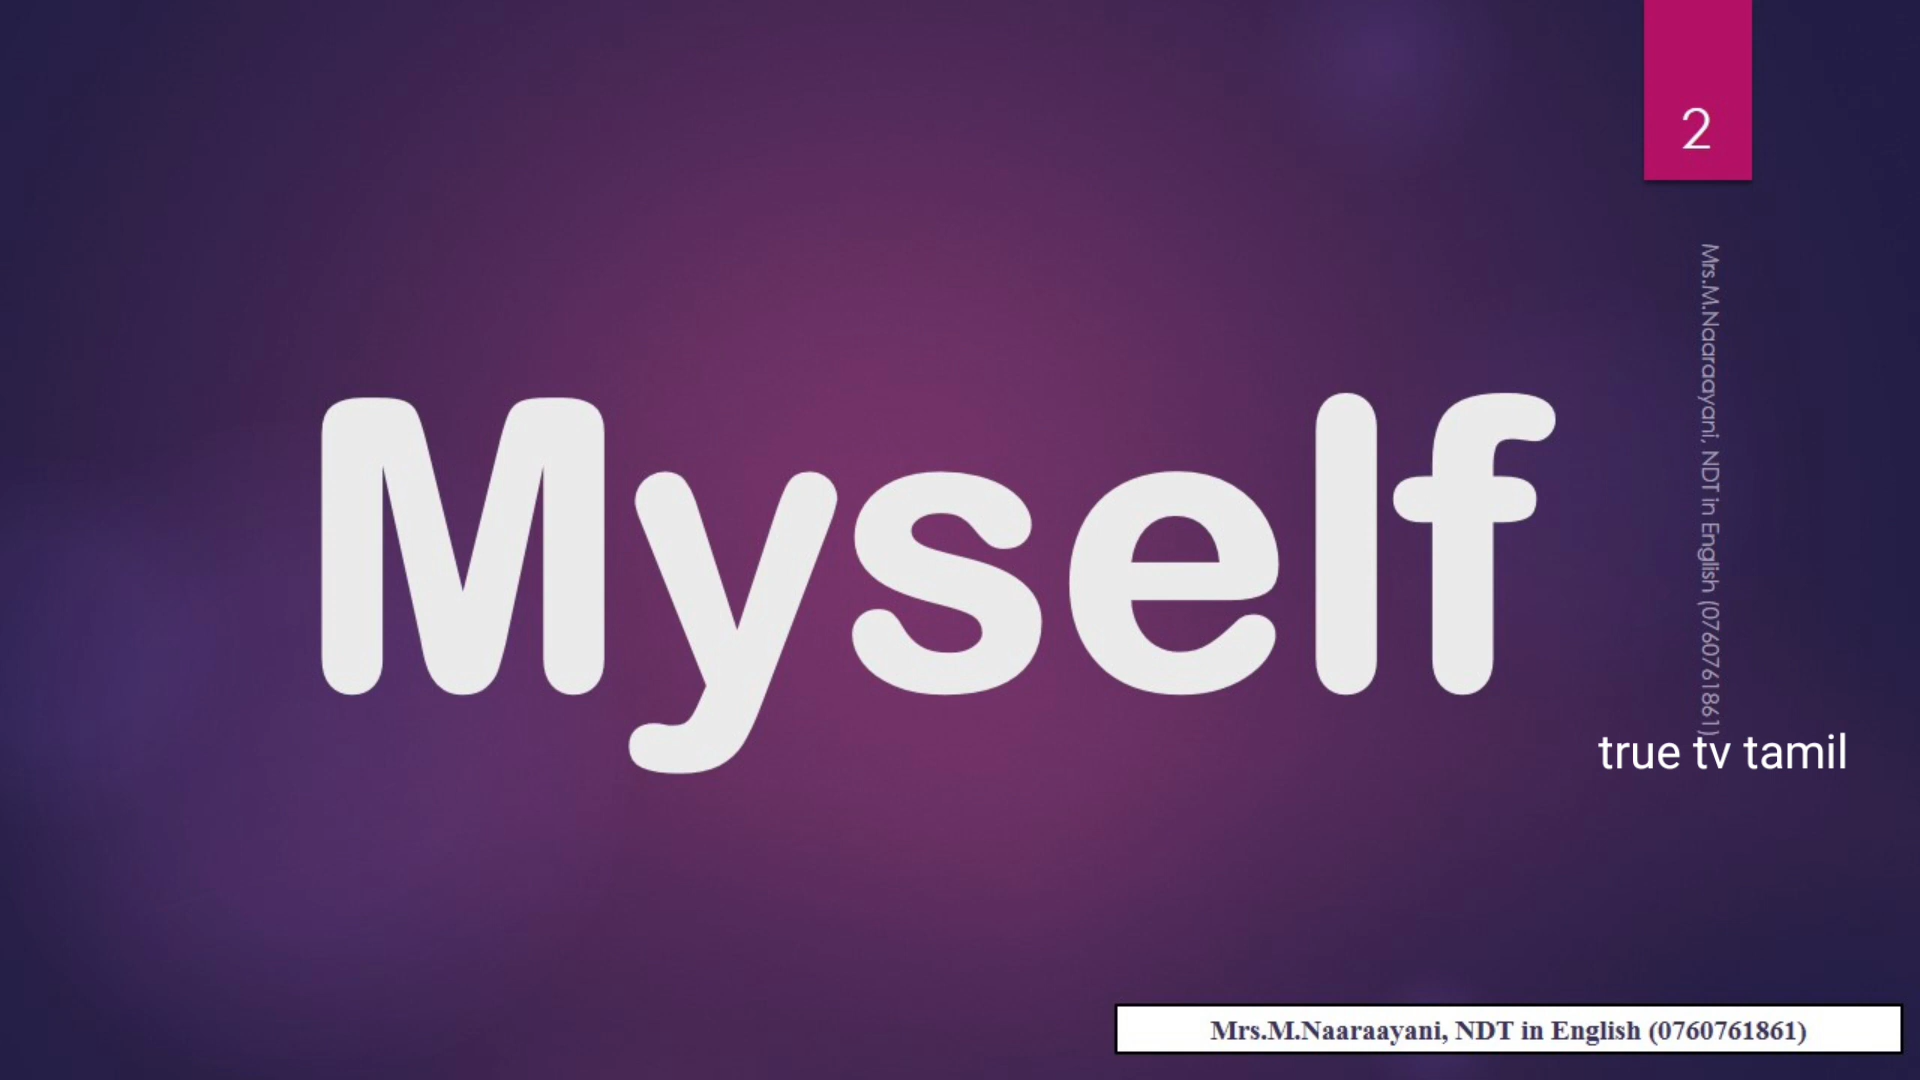 2
Mrs.M.Naaraayani, NDT in English (0760761861)
Myself
true tv tamil
Mrs.M.Naaraayani, NDT in English (0760761861)